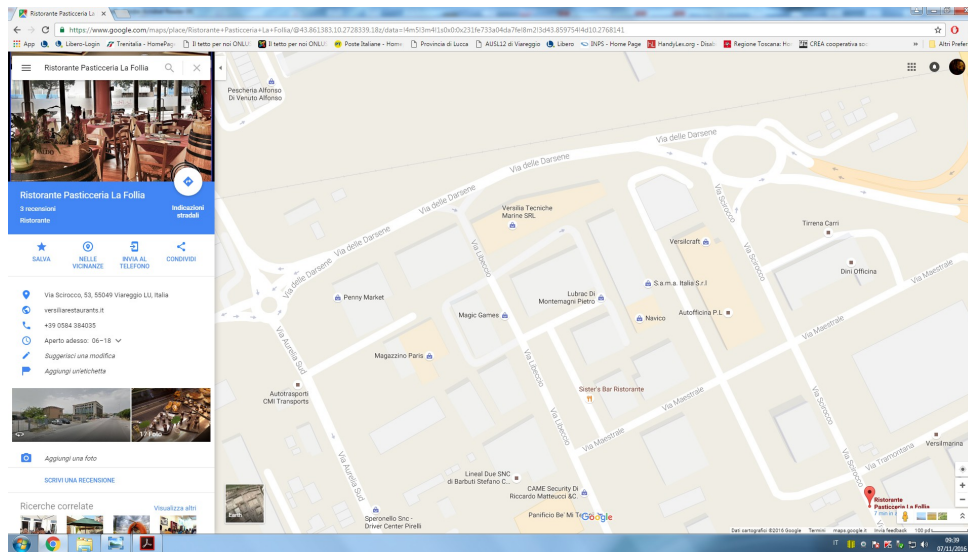 Ristorante Pasticceria La
https://www.google.com/maps/place/Ristorante+Pasticceria+La+Follia/@43.861383,10.2728339,18z/data=!4m5!3m4!1s0x0:0x231fe733a04da7fe!8m2!3d43.859754!4d10.2768141
App
Libero-Login
Trenitalia - HomePag
Il tetto per noi ONLU
Il tetto per noi ONLU
Poste Italiane - Home
Provincia di Lucca
AUSL12 di Viareggio
Libero
INPS - Home Page
HandyLex.org - Disab
Regione Toscana: Ho
CREA cooperativa soc
»
Altri Prefer
Ristorante Pasticceria La Follia
Ristorante Pasticceria La Follia
3 recensioni
Ristorante
Indicazioni
stradali
SALVA
NELLE
VICINANZE
INVIA AL
TELEFONO
CONDIVIDI
Via Scirocco, 53, 55049 Viareggio LU, Italia
versiliarestaurants.it
+39 0584 384035
Aperto adesso: 06–18
Suggerisci una modifica
Aggiungi un'etichetta
17 Foto
Aggiungi una foto
SCRIVI UNA RECENSIONE
Ricerche correlate
Visualizza altri
Pescheria Alfonso
Di Venuto Alfonso
Via delle Darsene
Via delle Darsene
Via delle Darsene
Via delle Darsene
Via delle Darsene
Versilia Tecniche
Marine SRL
Via Scirocco
Tirrena Carri
Versilcraft
Via Libeccio
Dini Officina
Via Maestrale
S.a.m.a. Italia S.r.l
Penny Market
Lubrac Di
Montemagni Pietro
Autofficina P.L
Magic Games
Navico
Via Maestrale
Via Aurelia Sud
Magazzino Paris
Via Libeccio
Autotrasporti
CMI Transports
Sister's Bar Ristorante
Via Maestrale
Via Scirocco
Via Libeccio
Via Maestrale
Versilmarina
Via Tramontana
Via Aurelia Sud
Via Scirocco
Lineal Due SNC
di Barbuti Stefano C...
CAME Security Di
Riccardo Matteucci &C.
Ristorante
Pasticceria La Follia
7 min in
Earth
Speronello Snc -
Driver Center Pirelli
Panificio Be' Mi
Google
Dati cartografici ©2016 Google
Termini
maps.google.it
Invia feedback
100 pd
IT
09:39
07/11/2016